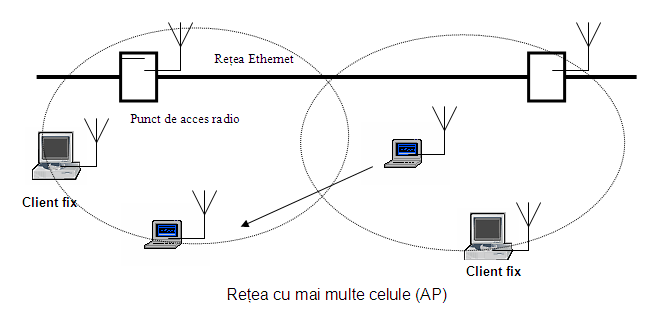 Rețea Ethernet
Punct de acces radio
Client fix
Client fix
Rețea cu mai multe celule (AP)